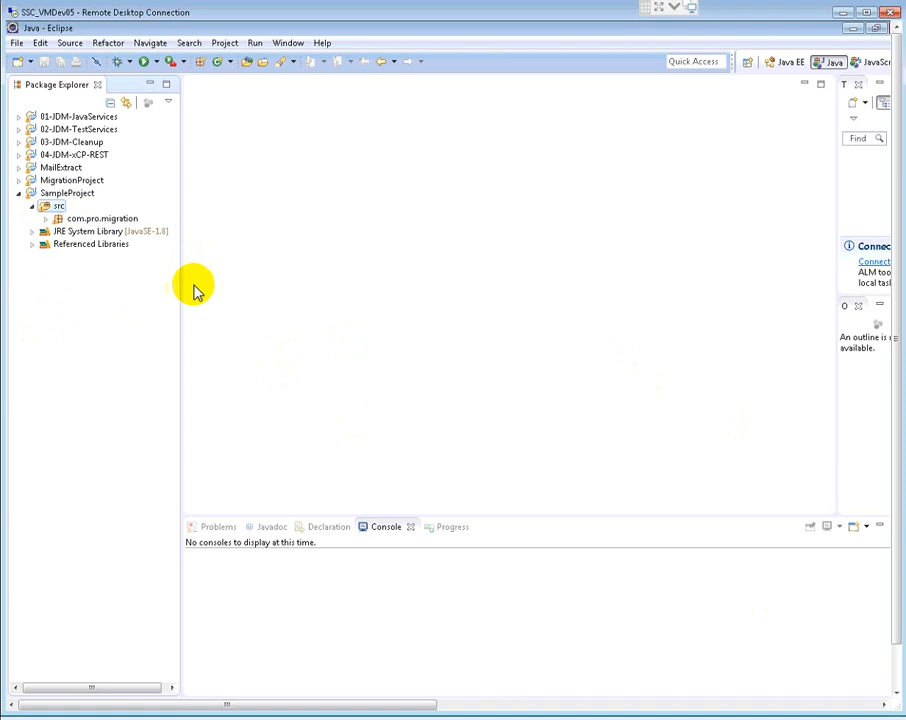 SSC_VMDev05 - Remote Desktop Connection
Java - Eclipse
File Edit Source Refactor Navigate Search Project Run Window Help
Quick Access Java EE Java JavaScr
Package Explorer
01-JDM-JavaServices
02-JDM-TestServices
03-JDM-Cleanup
04-JDM-xCP-REST
MailExtract
MigrationProject
SampleProject
src
com.pro.migration
JRE System Library [JavaSE-1.8]
Referenced Libraries
T
Find
Connec
Connect
ALM too
local task
O
An outline is n
available.
Problems @ Javadoc Declaration Console Progress
No consoles to display at this time.